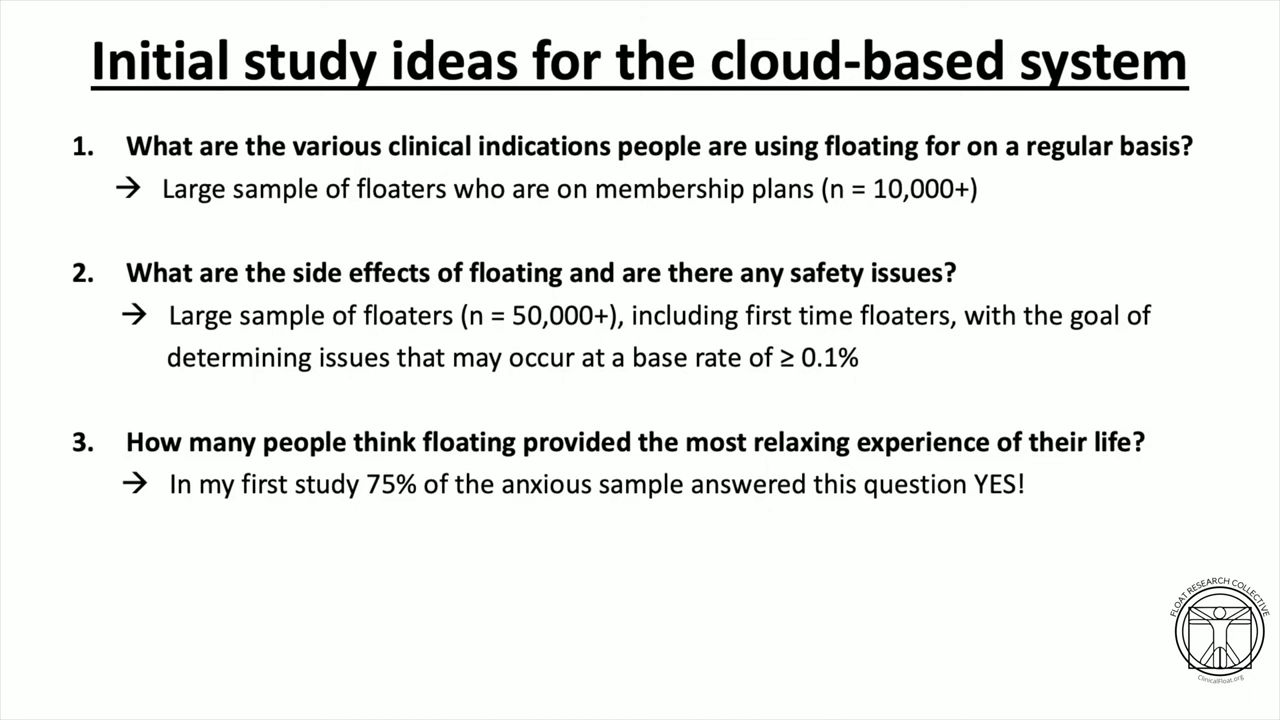 Initial study ideas for the cloud-based system
1. What are the various clinical indications people are using floating for on a regular basis?
→ Large sample of floaters who are on membership plans (n = 10,000+)
2. What are the side effects of floating and are there any safety issues?
→ Large sample of floaters (n = 50,000+), including first time floaters, with the goal of
determining issues that may occur at a base rate of ≥ 0.1%
3. How many people think floating provided the most relaxing experience of their life?
→ In my first study 75% of the anxious sample answered this question YES!
FLOAT RESEARCH COLLECTIVE
ClinicalFloat.org